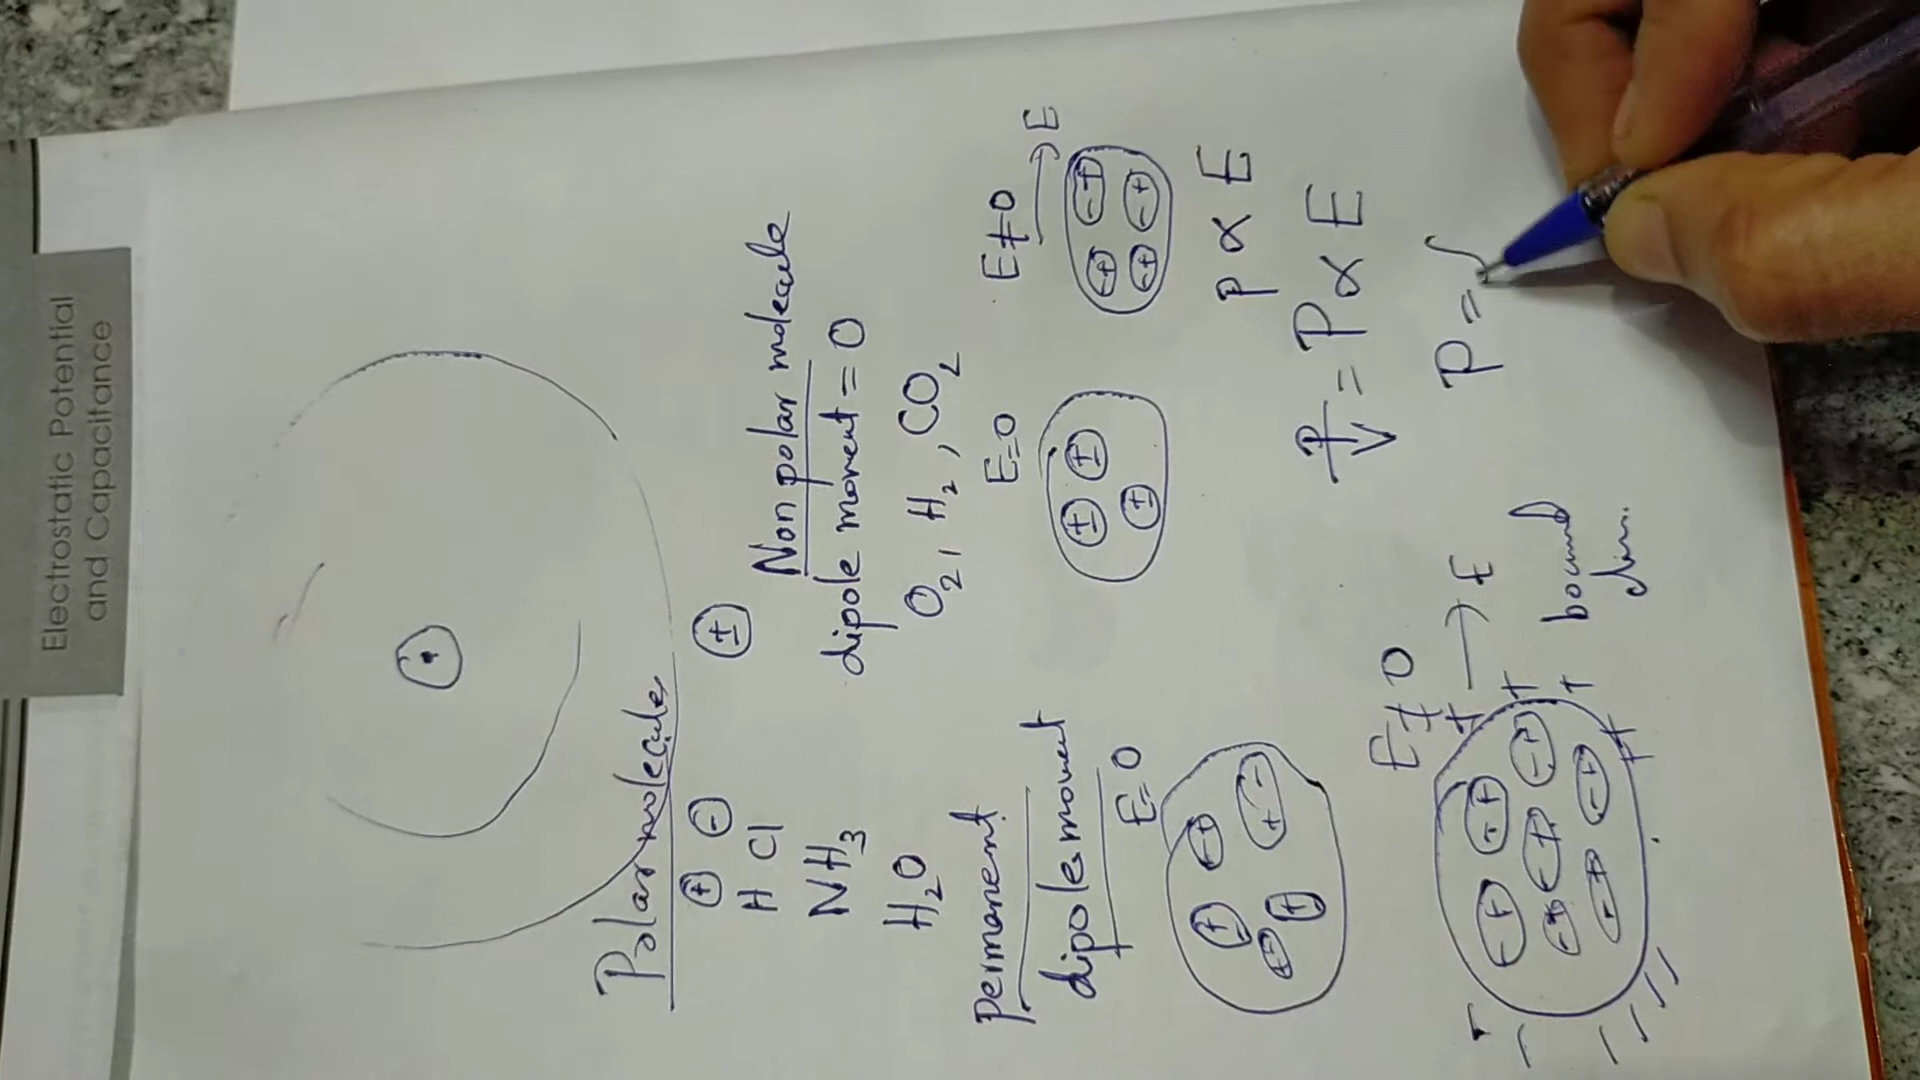 Electrostatic Potential
and Capacitance
Polar molecule
+ -
H Cl
NH3
H2O
permanent
dipole moment
E=0
E≠0
→ E
bound
±
Non polar molecule
dipole moment = 0
O2, H2, CO2
E=0
E≠0
→ E
p ∝ E
p/V = P ∝ E
P =